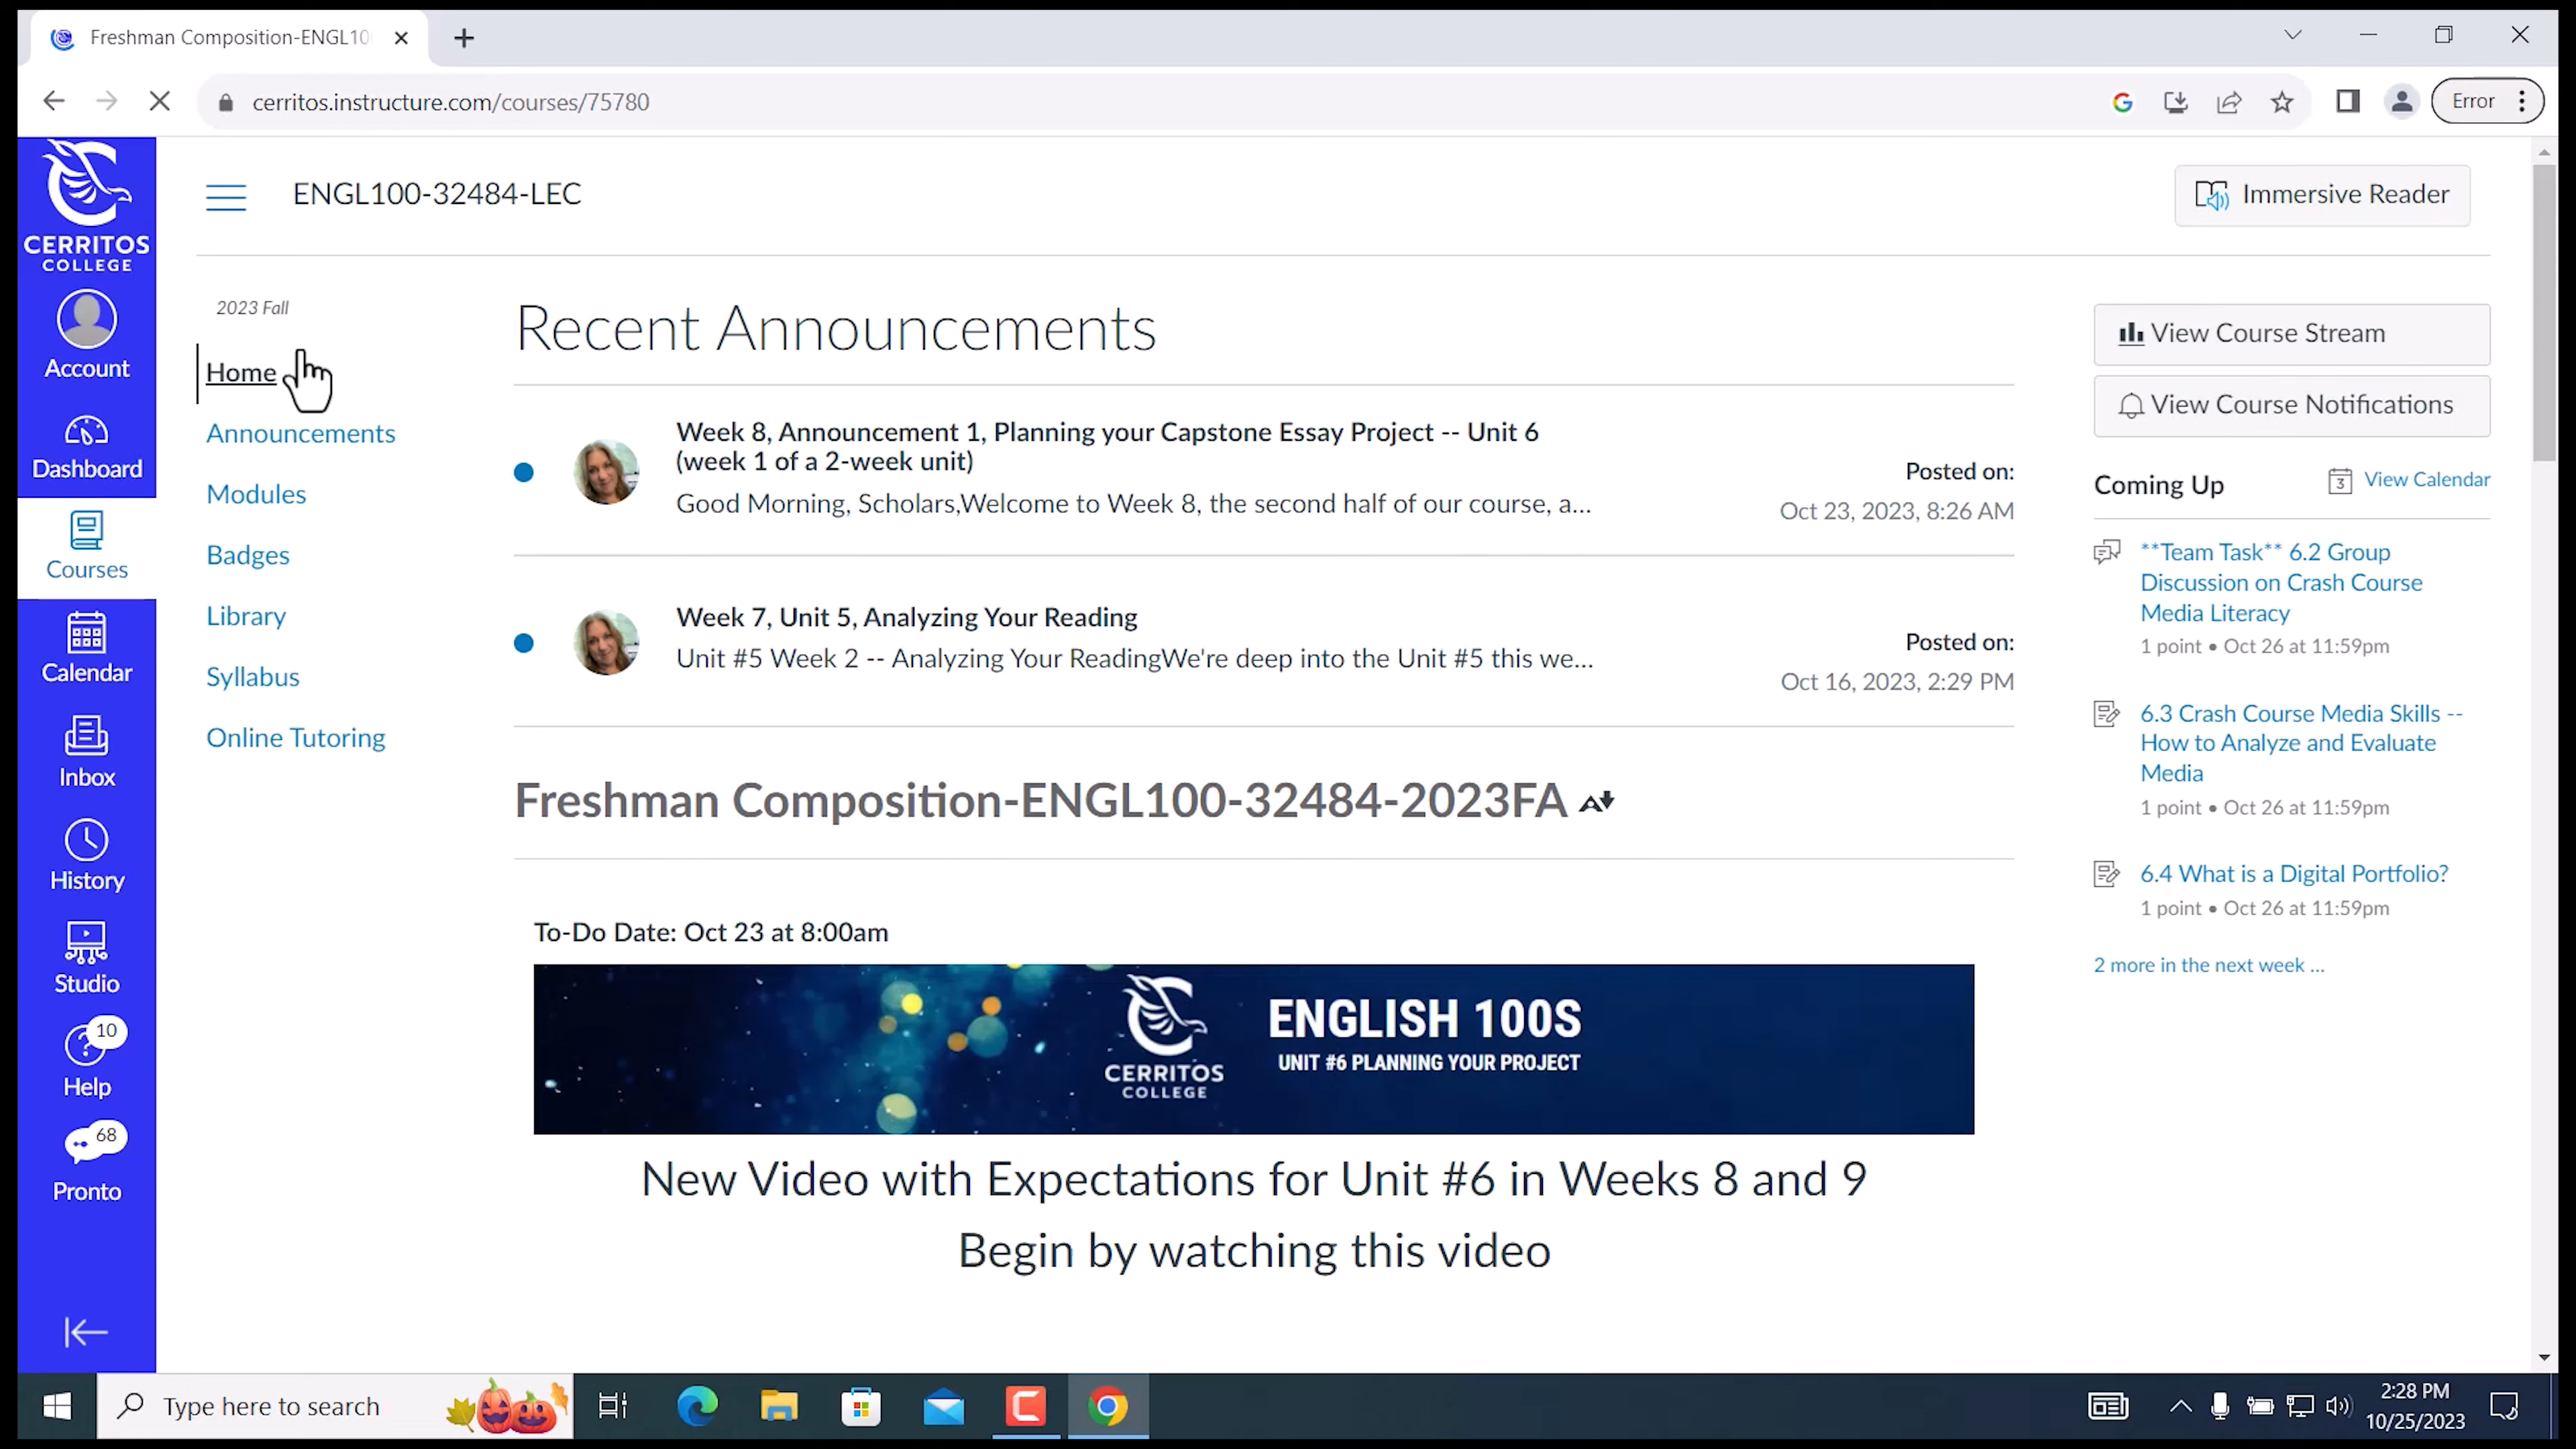 Freshman Composition-ENGL10
cerritos.instructure.com/courses/75780
Error
CERRITOS
COLLEGE
Account
Dashboard
Courses
Calendar
Inbox
History
Studio
10
Help
68
Pronto
ENGL100-32484-LEC
Immersive Reader
2023 Fall
Home
Announcements
Modules
Badges
Library
Syllabus
Online Tutoring
Recent Announcements
Week 8, Announcement 1, Planning your Capstone Essay Project -- Unit 6
(week 1 of a 2-week unit)
Good Morning, Scholars,Welcome to Week 8, the second half of our course, a...
Posted on:
Oct 23, 2023, 8:26 AM
Week 7, Unit 5, Analyzing Your Reading
Unit #5 Week 2 -- Analyzing Your ReadingWe're deep into the Unit #5 this we...
Posted on:
Oct 16, 2023, 2:29 PM
Freshman Composition-ENGL100-32484-2023FA
To-Do Date: Oct 23 at 8:00am
CERRITOS
COLLEGE
ENGLISH 100S
UNIT #6 PLANNING YOUR PROJECT
New Video with Expectations for Unit #6 in Weeks 8 and 9
Begin by watching this video
View Course Stream
View Course Notifications
Coming Up
3
View Calendar
**Team Task** 6.2 Group
Discussion on Crash Course
Media Literacy
1 point • Oct 26 at 11:59pm
6.3 Crash Course Media Skills --
How to Analyze and Evaluate
Media
1 point • Oct 26 at 11:59pm
6.4 What is a Digital Portfolio?
1 point • Oct 26 at 11:59pm
2 more in the next week ...
Type here to search
2:28 PM
10/25/2023